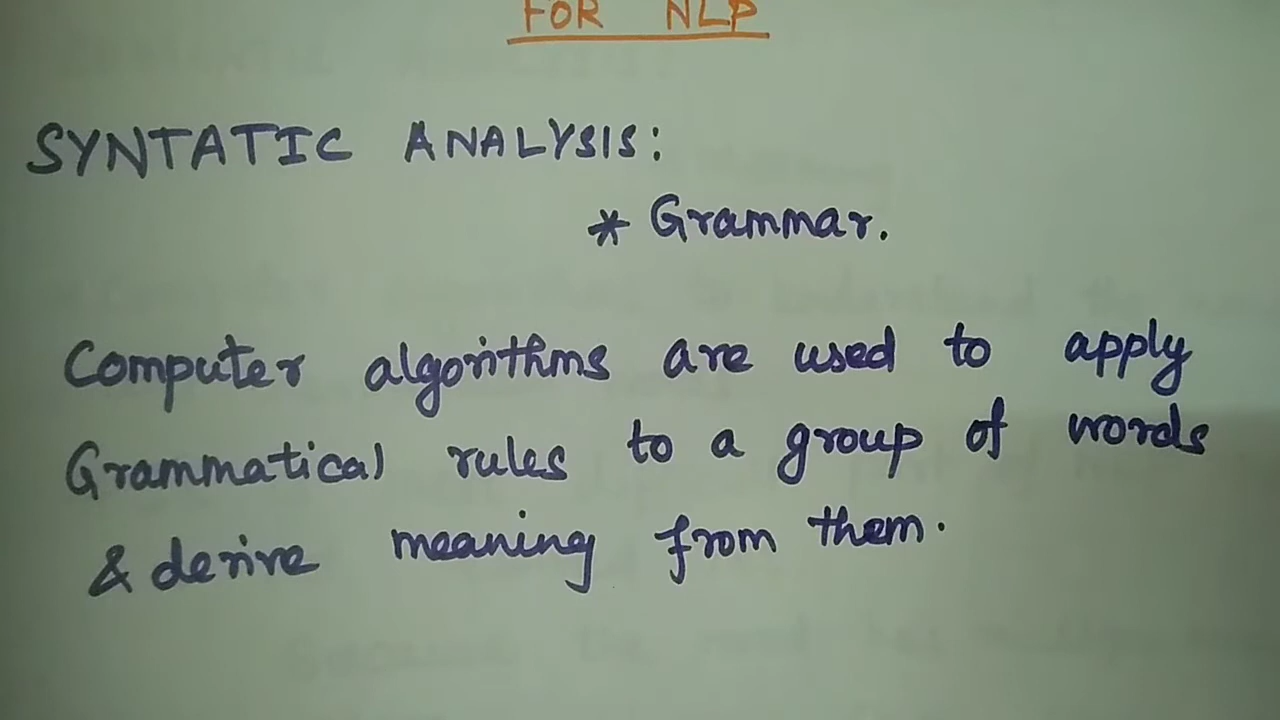 FOR NLP
SYNTATIC ANALYSIS:
* Grammar.
Computer algorithms are used to apply
Grammatical rules to a group of words
& derive meaning from them.